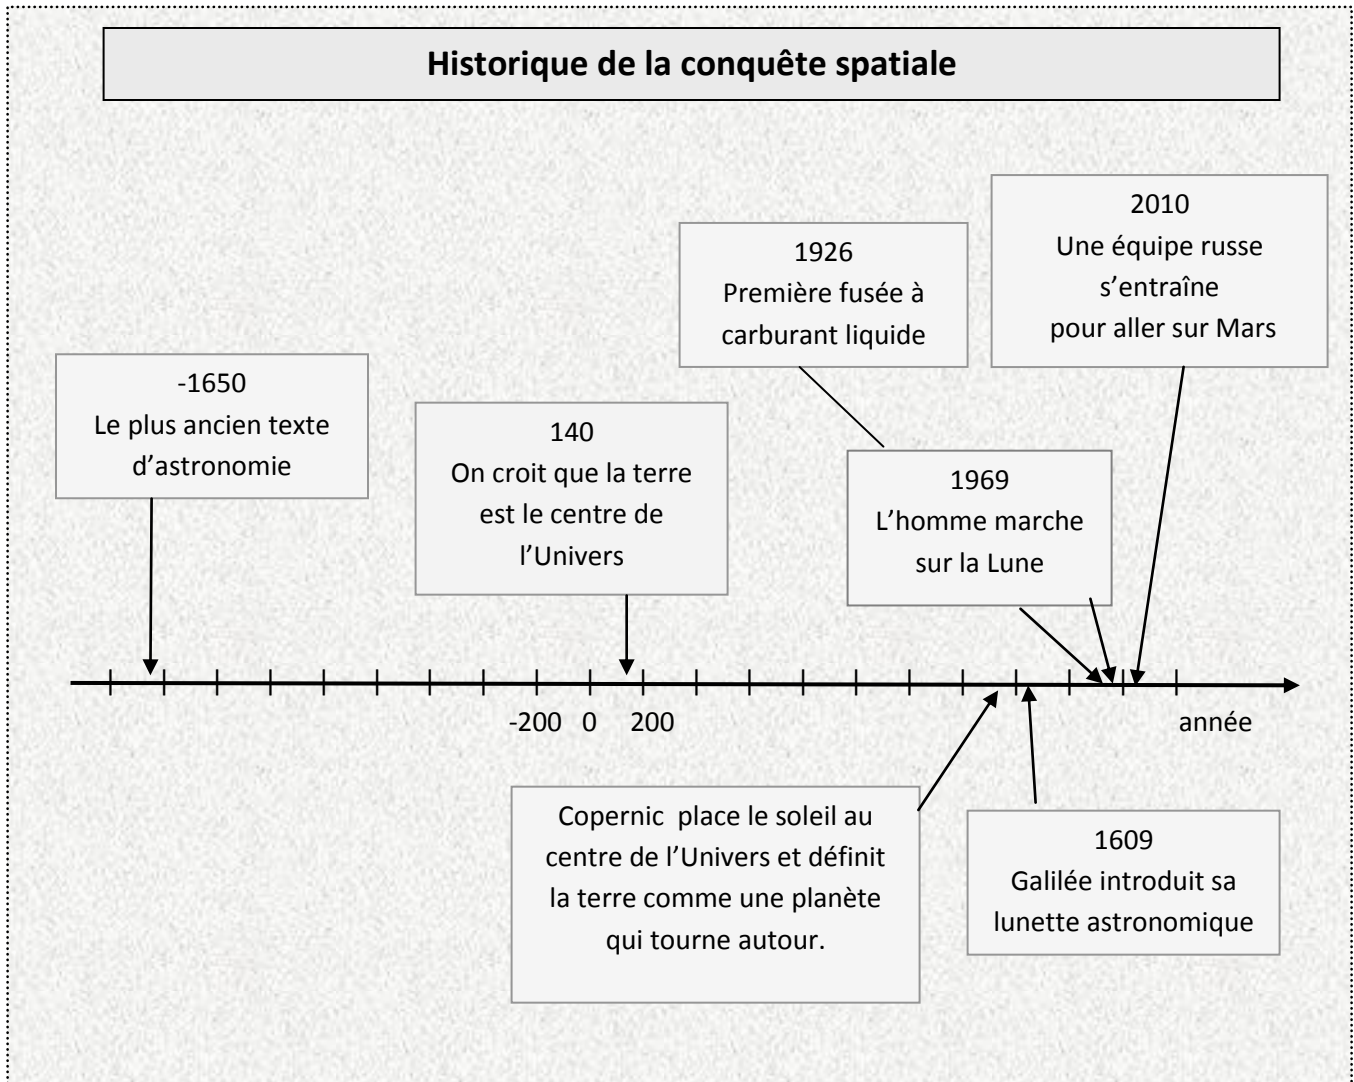 Historique de la conquête spatiale
2010
Une équipe russe
s’entraîne
pour aller sur Mars
1926
Première fusée à
carburant liquide
-1650
Le plus ancien texte
d’astronomie
140
On croit que la terre
est le centre de
l’Univers
1969
L’homme marche
sur la Lune
-200 0 200 année
Copernic place le soleil au
centre de l’Univers et définit
la terre comme une planète
qui tourne autour.
1609
Galilée introduit sa
lunette astronomique